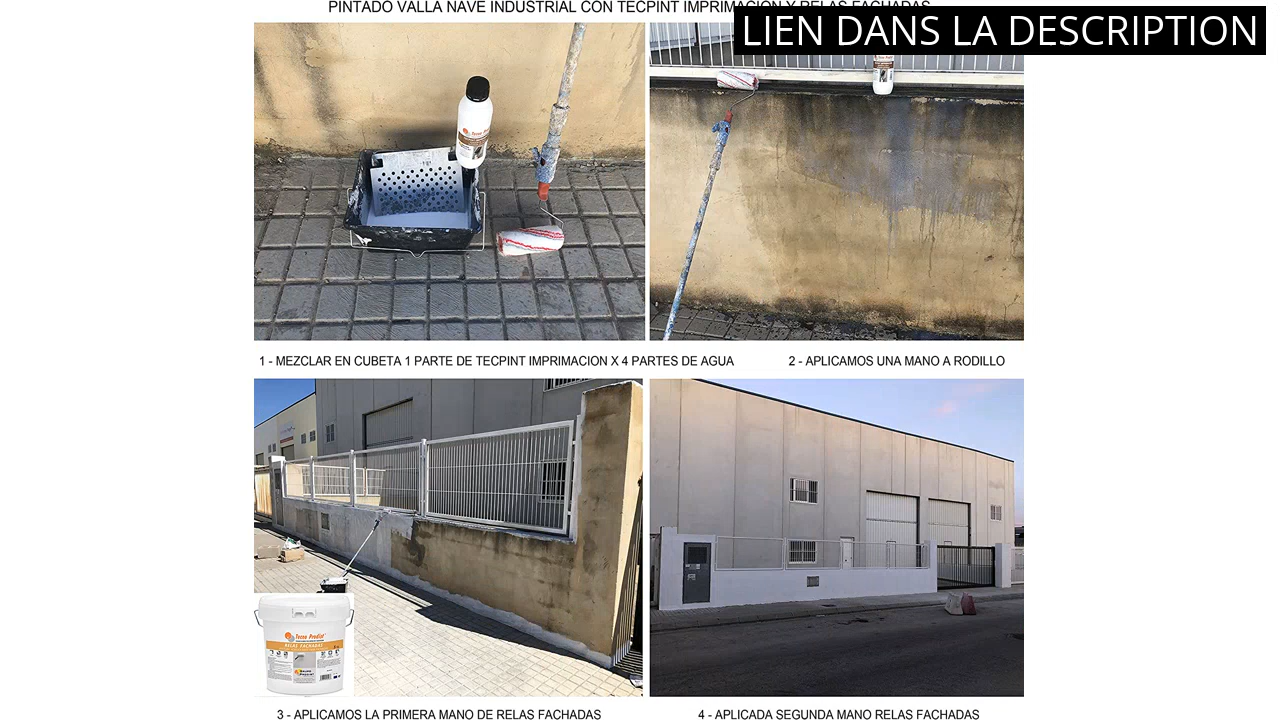 PINTADO VALLA NAVE INDUSTRIAL CON TECPINT IMPRIMACION Y RELAS FACHADAS
LIEN DANS LA DESCRIPTION
Tecno Prodist
1 - MEZCLAR EN CUBETA 1 PARTE DE TECPINT IMPRIMACION X 4 PARTES DE AGUA
2 - APLICAMOS UNA MANO A RODILLO
Tecno Prodist
RELAS FACHADAS
3 - APLICAMOS LA PRIMERA MANO DE RELAS FACHADAS
4 - APLICADA SEGUNDA MANO RELAS FACHADAS